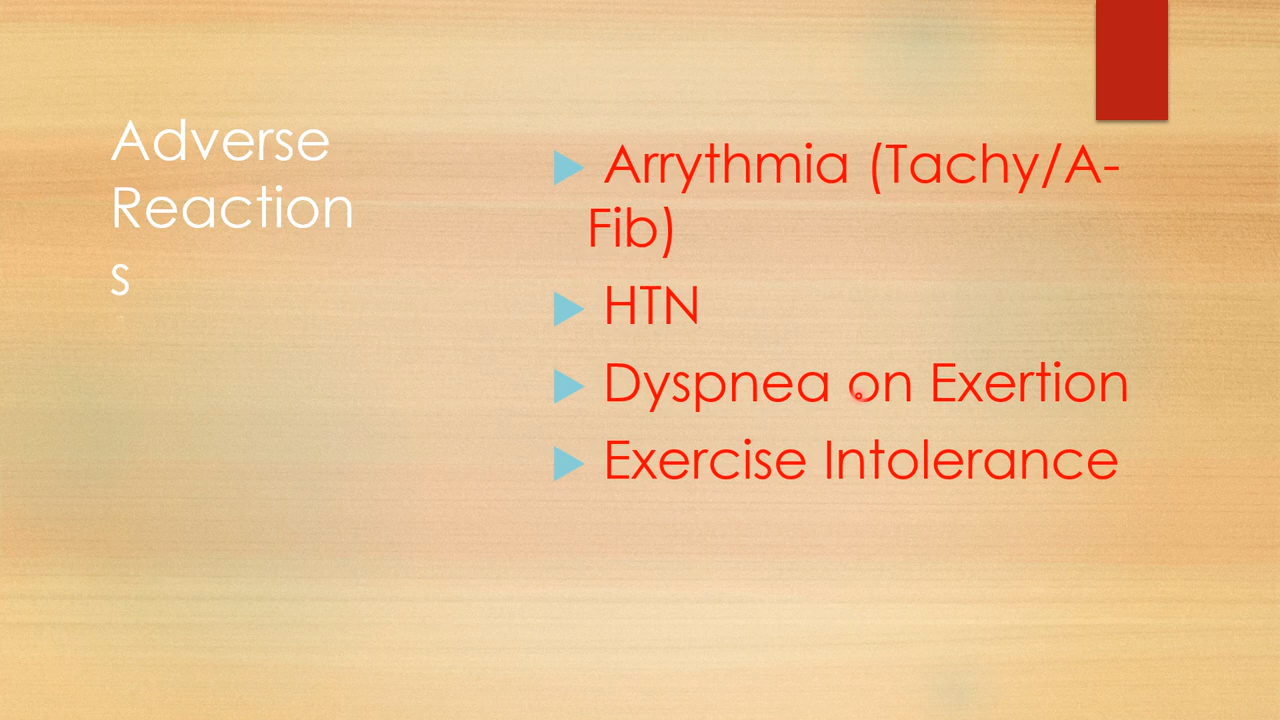 Adverse
Reaction
s
Arrythmia (Tachy/A-
Fib)
HTN
Dyspnea on Exertion
Exercise Intolerance